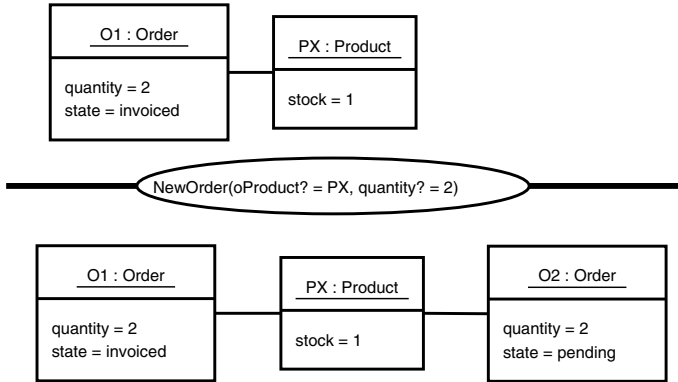 O1 : Order
quantity = 2
state = invoiced
PX : Product
stock = 1
NewOrder(oProduct? = PX, quantity? = 2)
O1 : Order
quantity = 2
state = invoiced
PX : Product
stock = 1
O2 : Order
quantity = 2
state = pending